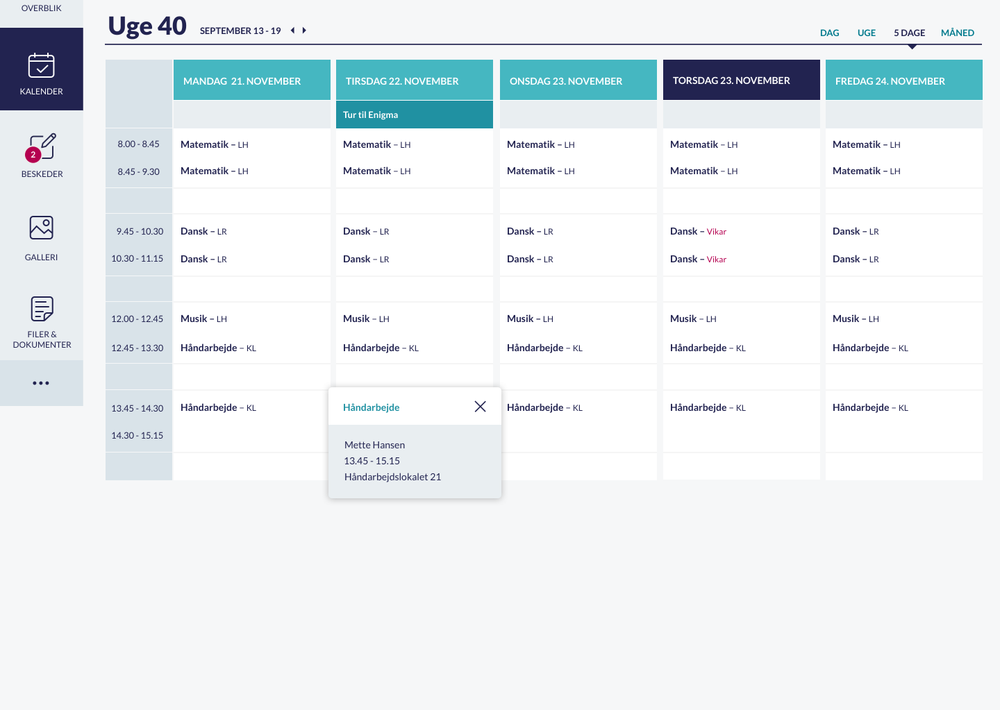 OVERBLIK
KALENDER
2
BESKEDER
GALLERI
FILER &
DOKUMENTER
Uge 40 SEPTEMBER 13 - 19
DAG UGE 5 DAGE MÅNED
MANDAG 21. NOVEMBER TIRSDAG 22. NOVEMBER ONSDAG 23. NOVEMBER TORSDAG 23. NOVEMBER FREDAG 24. NOVEMBER
Tur til Enigma
8.00 - 8.45 Matematik – LH Matematik – LH Matematik – LH Matematik – LH Matematik – LH
8.45 - 9.30 Matematik – LH Matematik – LH Matematik – LH Matematik – LH Matematik – LH
9.45 - 10.30 Dansk – LR Dansk – LR Dansk – LR Dansk – Vikar Dansk – LR
10.30 - 11.15 Dansk – LR Dansk – LR Dansk – LR Dansk – Vikar Dansk – LR
12.00 - 12.45 Musik – LH Musik – LH Musik – LH Musik – LH Musik – LH
12.45 - 13.30 Håndarbejde – KL Håndarbejde – KL Håndarbejde – KL Håndarbejde – KL Håndarbejde – KL
13.45 - 14.30 Håndarbejde – KL Håndarbejde Håndarbejde – KL Håndarbejde – KL Håndarbejde – KL
14.30 - 15.15
Mette Hansen
13.45 - 15.15
Håndarbejdslokalet 21